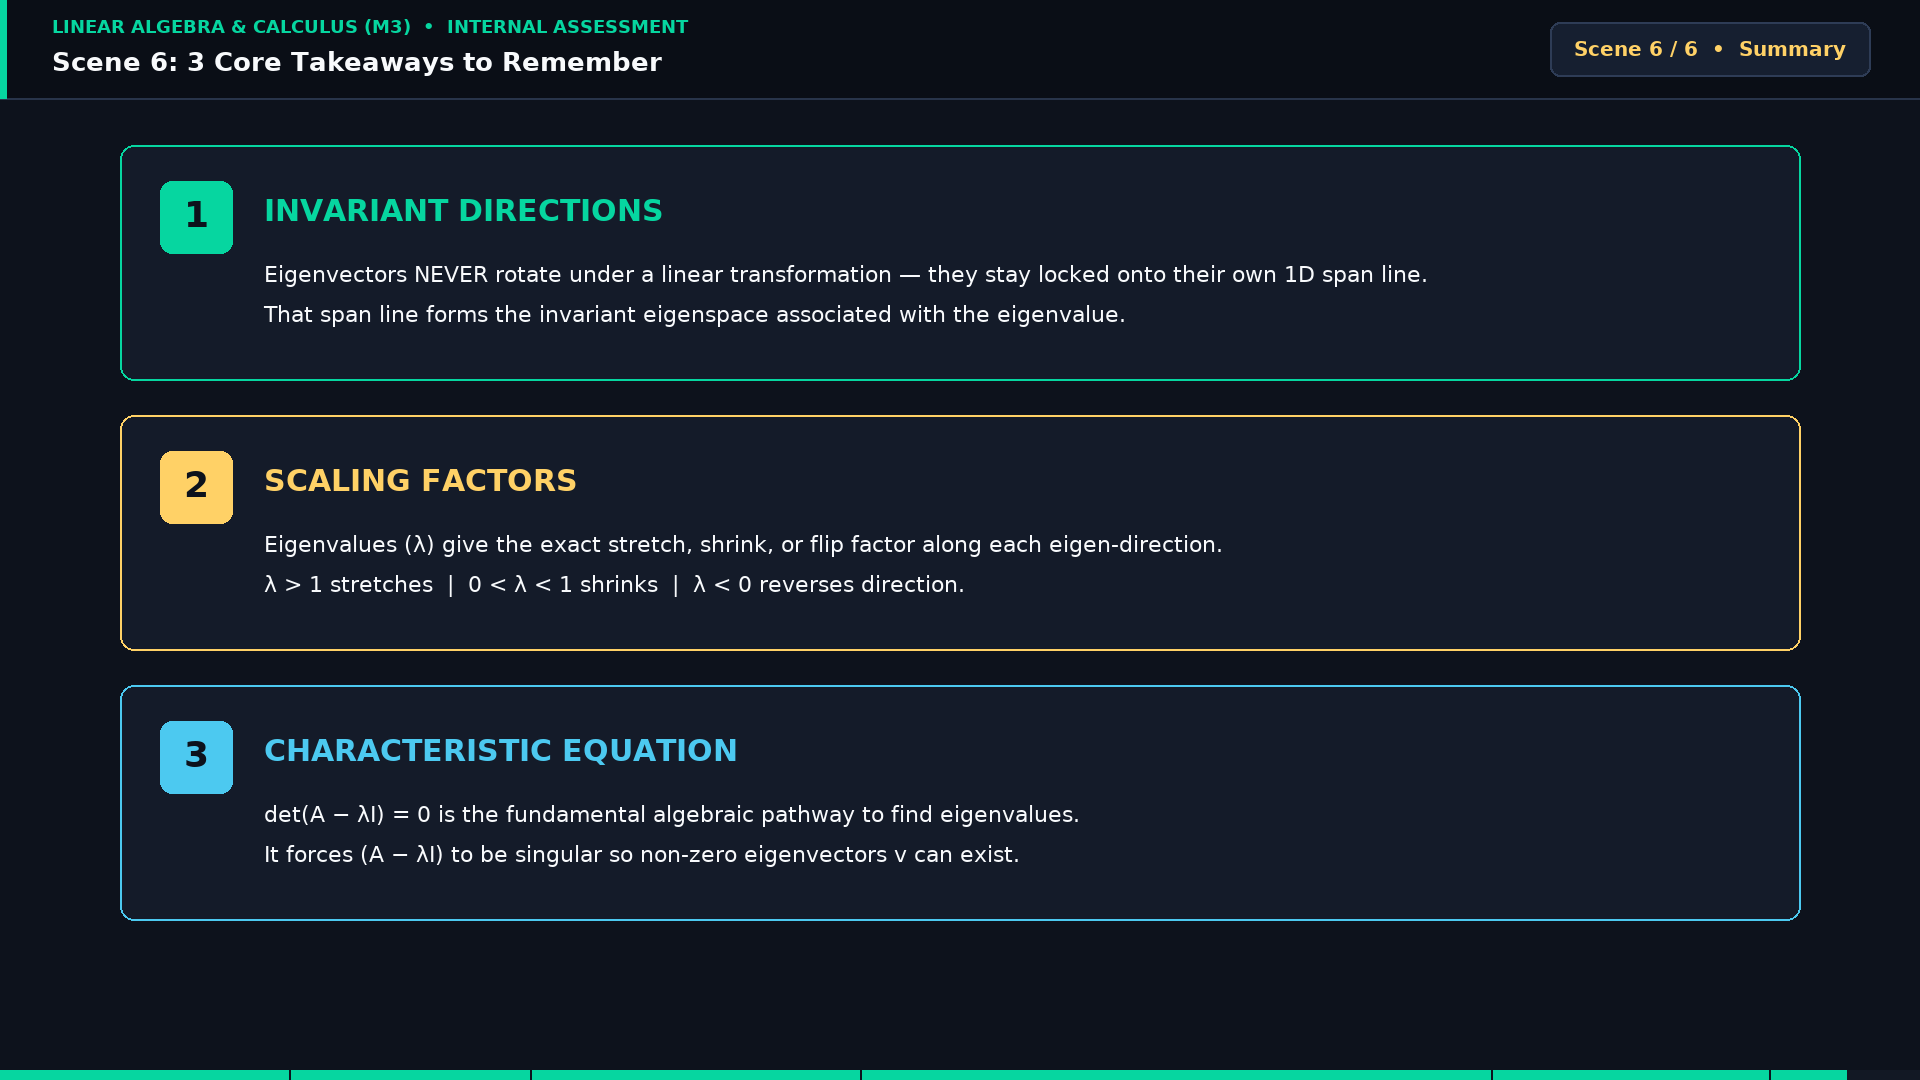 LINEAR ALGEBRA & CALCULUS (M3) • INTERNAL ASSESSMENT
Scene 6: 3 Core Takeaways to Remember
Scene 6 / 6 • Summary
1
INVARIANT DIRECTIONS
Eigenvectors NEVER rotate under a linear transformation — they stay locked onto their own 1D span line.
That span line forms the invariant eigenspace associated with the eigenvalue.
2
SCALING FACTORS
Eigenvalues (λ) give the exact stretch, shrink, or flip factor along each eigen-direction.
λ > 1 stretches | 0 < λ < 1 shrinks | λ < 0 reverses direction.
3
CHARACTERISTIC EQUATION
det(A − λI) = 0 is the fundamental algebraic pathway to find eigenvalues.
It forces (A − λI) to be singular so non-zero eigenvectors v can exist.